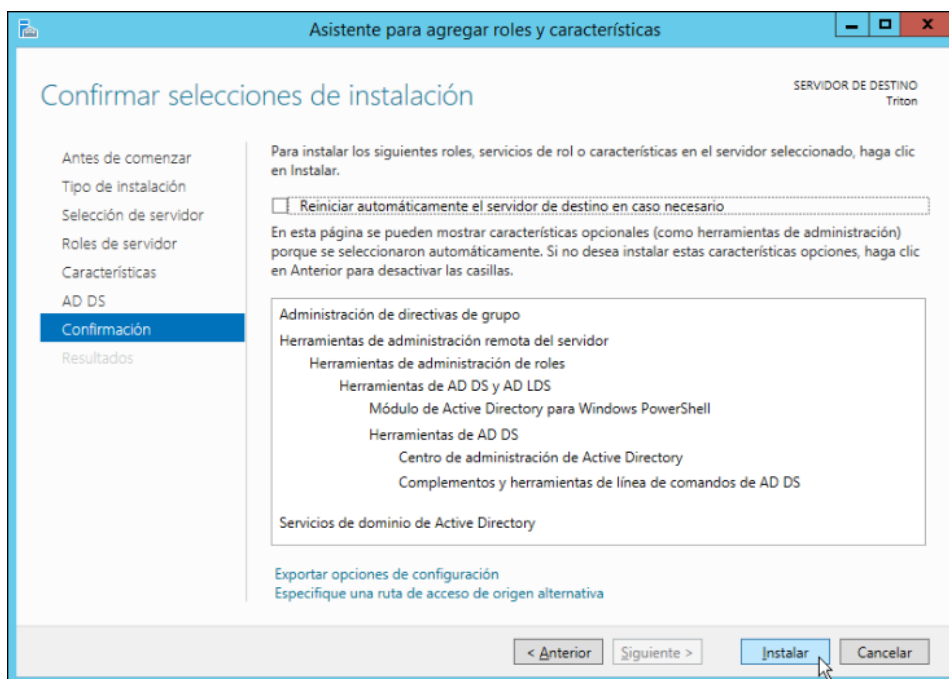 Asistente para agregar roles y características
Confirmar selecciones de instalación
SERVIDOR DE DESTINO
Triton
Antes de comenzar
Tipo de instalación
Selección de servidor
Roles de servidor
Características
AD DS
Confirmación
Resultados
Para instalar los siguientes roles, servicios de rol o características en el servidor seleccionado, haga clic
en Instalar.
Reiniciar automáticamente el servidor de destino en caso necesario
En esta página se pueden mostrar características opcionales (como herramientas de administración)
porque se seleccionaron automáticamente. Si no desea instalar estas características opciones, haga clic
en Anterior para desactivar las casillas.
Administración de directivas de grupo
Herramientas de administración remota del servidor
Herramientas de administración de roles
Herramientas de AD DS y AD LDS
Módulo de Active Directory para Windows PowerShell
Herramientas de AD DS
Centro de administración de Active Directory
Complementos y herramientas de línea de comandos de AD DS
Servicios de dominio de Active Directory
Exportar opciones de configuración
Especifique una ruta de acceso de origen alternativa
< Anterior
Siguiente >
Instalar
Cancelar